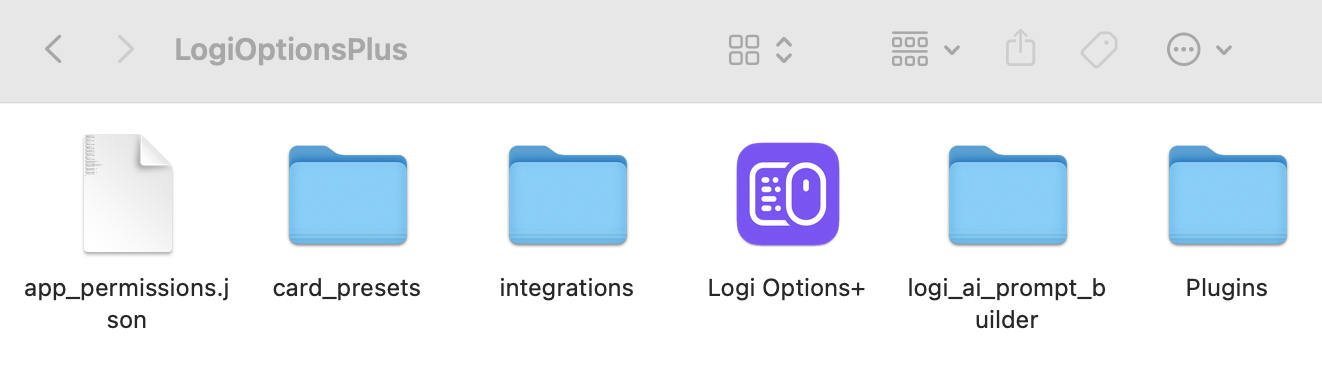 LogiOptionsPlus
app_permissions.j
son
card_presets
integrations
Logi Options+
logi_ai_prompt_b
uilder
Plugins